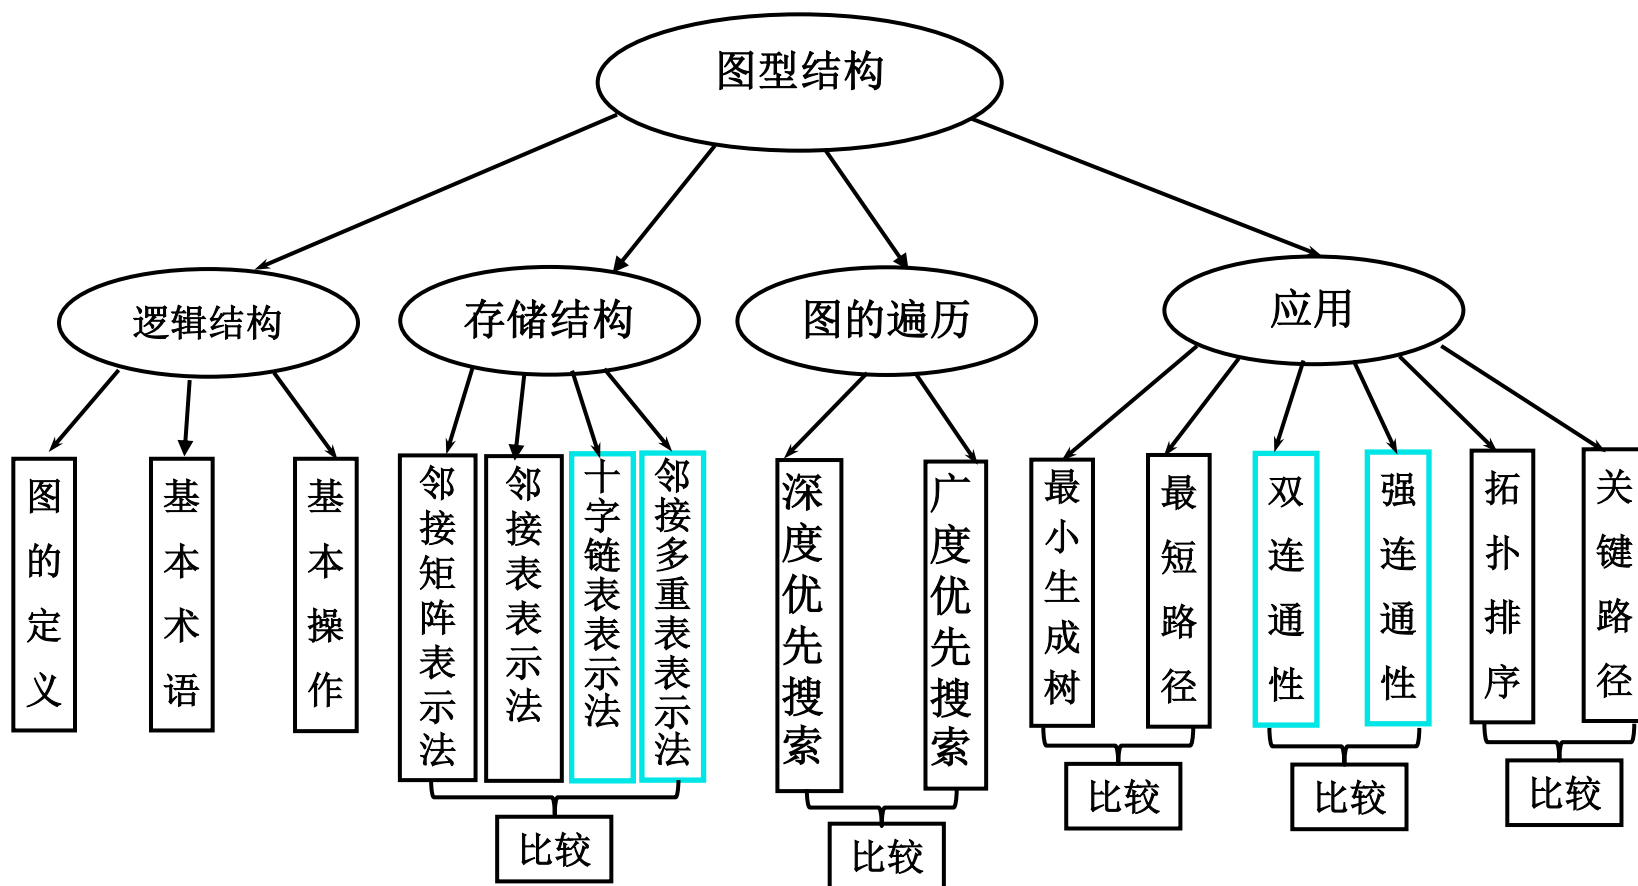 图型结构
逻辑结构
存储结构
图的遍历
应用
图的定义
基本术语
基本操作
邻接矩阵表示法
邻接表表示法
十字链表表示法
邻接多重表表示法
深度优先搜索
广度优先搜索
最小生成树
最短路径
双连通性
强连通性
拓扑排序
关键路径
比较
比较
比较
比较
比较